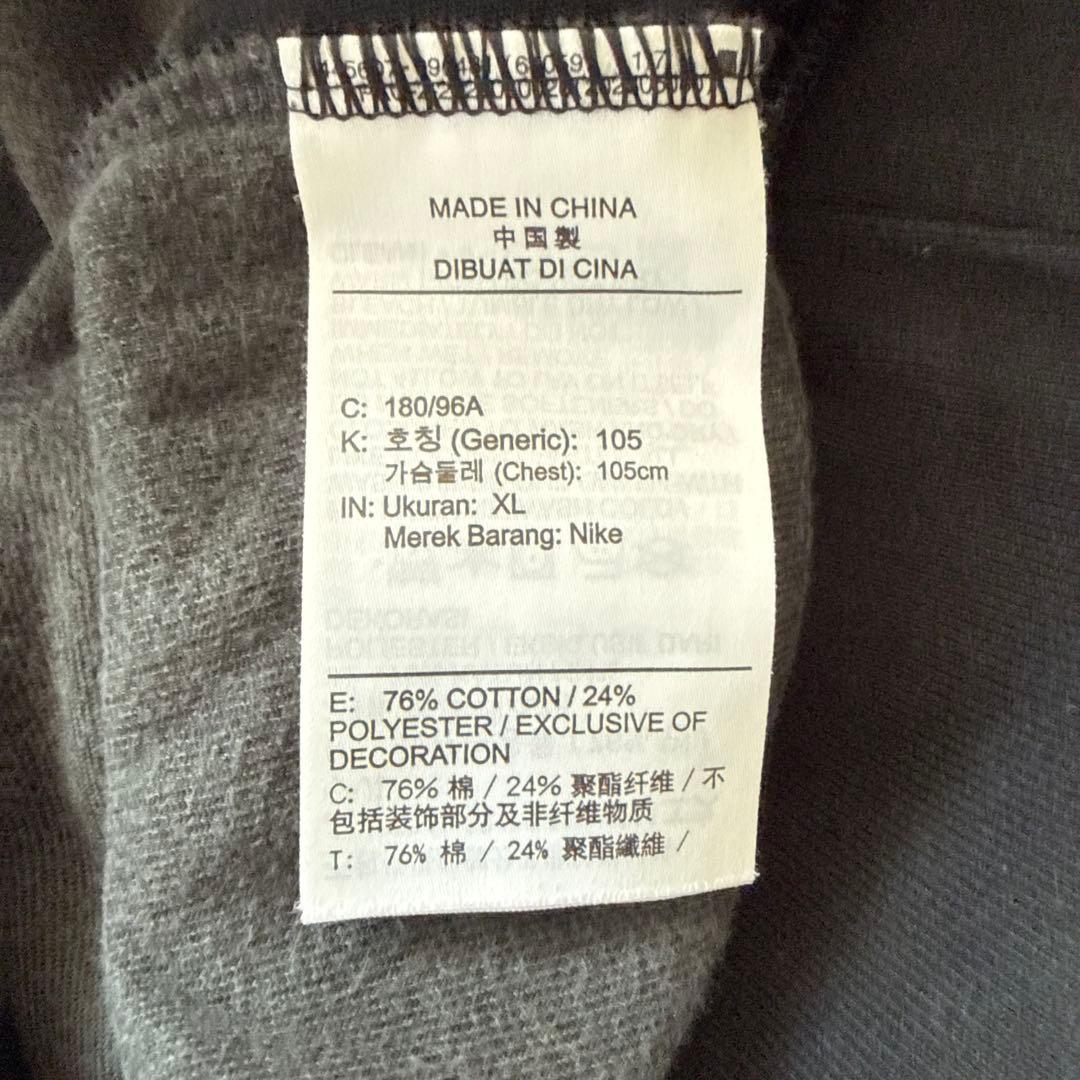 MADE IN CHINA
中国製
DIBUAT DI CINA
C: 180/96A
K: 호칭 (Generic): 105
가슴둘레 (Chest): 105cm
IN: Ukuran: XL
Merek Barang: Nike
E: 76% COTTON / 24%
POLYESTER / EXCLUSIVE OF
DECORATION
C: 76% 棉 / 24% 聚酯纤维 / 不
包括装饰部分及非纤维物质
T: 76% 棉 / 24% 聚酯纖維 /